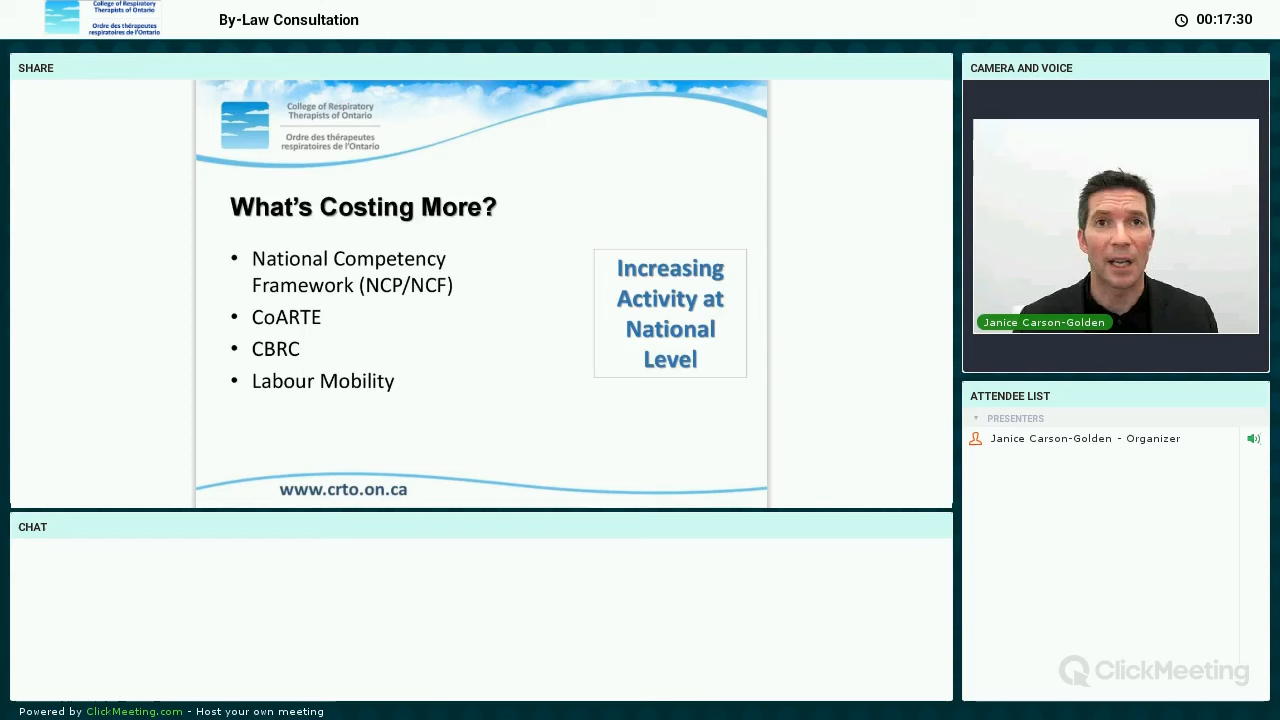 College of Respiratory
Therapists of Ontario
Ordre des thérapeutes
respiratoires de l'Ontario
By-Law Consultation
00:17:30
SHARE
College of Respiratory
Therapists of Ontario
Ordre des thérapeutes
respiratoires de l'Ontario
What's Costing More?
• National Competency
Framework (NCP/NCF)
• CoARTE
• CBRC
• Labour Mobility
Increasing
Activity at
National
Level
www.crto.on.ca
CAMERA AND VOICE
Janice Carson-Golden
ATTENDEE LIST
PRESENTERS
Janice Carson-Golden - Organizer
CHAT
ClickMeeting
Powered by ClickMeeting.com - Host your own meeting